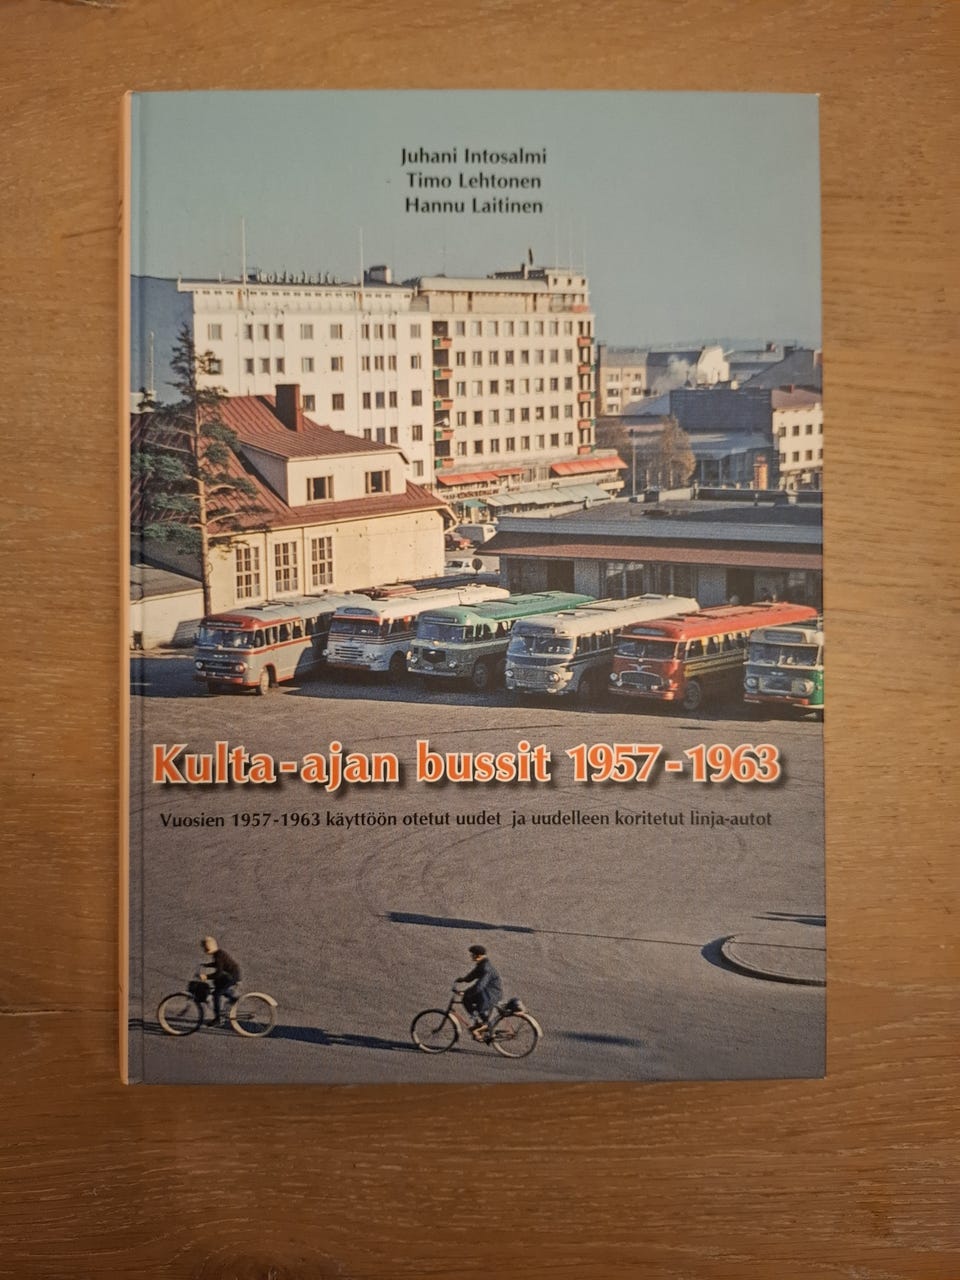 Juhani Intosalmi
Timo Lehtonen
Hannu Laitinen
Kulta-ajan bussit 1957-1963
Vuosien 1957-1963 käyttöön otetut uudet ja uudelleen koritetut linja-autot